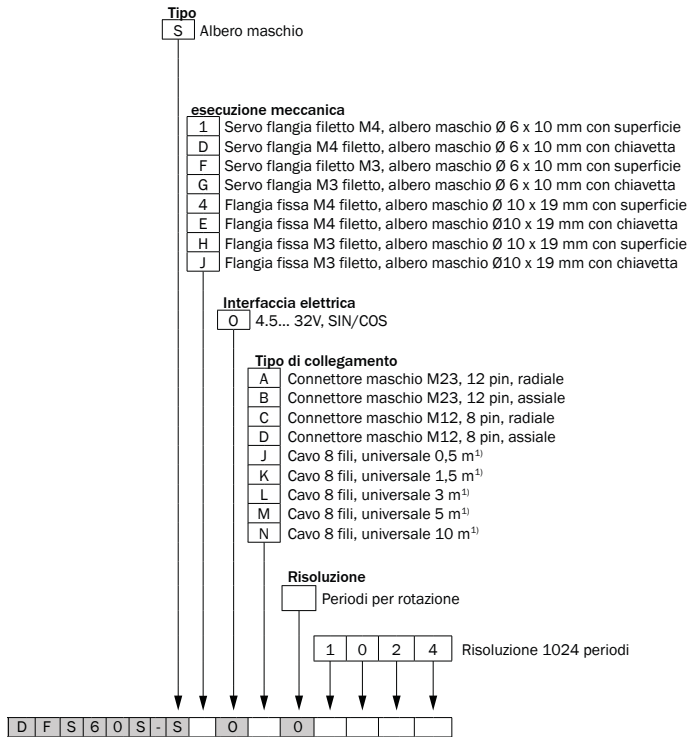 Tipo
S Albero maschio
esecuzione meccanica
1 Servo flangia filetto M4, albero maschio Ø 6 x 10 mm con superficie
D Servo flangia M4 filetto, albero maschio Ø 6 x 10 mm con chiavetta
F Servo flangia filetto M3, albero maschio Ø 6 x 10 mm con superficie
G Servo flangia M3 filetto, albero maschio Ø 6 x 10 mm con chiavetta
4 Flangia fissa M4 filetto, albero maschio Ø 10 x 19 mm con superficie
E Flangia fissa M4 filetto, albero maschio Ø10 x 19 mm con chiavetta
H Flangia fissa M3 filetto, albero maschio Ø 10 x 19 mm con superficie
J Flangia fissa M3 filetto, albero maschio Ø10 x 19 mm con chiavetta
Interfaccia elettrica
0 4.5... 32V, SIN/COS
Tipo di collegamento
A Connettore maschio M23, 12 pin, radiale
B Connettore maschio M23, 12 pin, assiale
C Connettore maschio M12, 8 pin, radiale
D Connettore maschio M12, 8 pin, assiale
J Cavo 8 fili, universale 0,5 m1)
K Cavo 8 fili, universale 1,5 m1)
L Cavo 8 fili, universale 3 m1)
M Cavo 8 fili, universale 5 m1)
N Cavo 8 fili, universale 10 m1)
Risoluzione
Periodi per rotazione
1 0 2 4 Risoluzione 1024 periodi
D F S 6 0 S - S 0 0